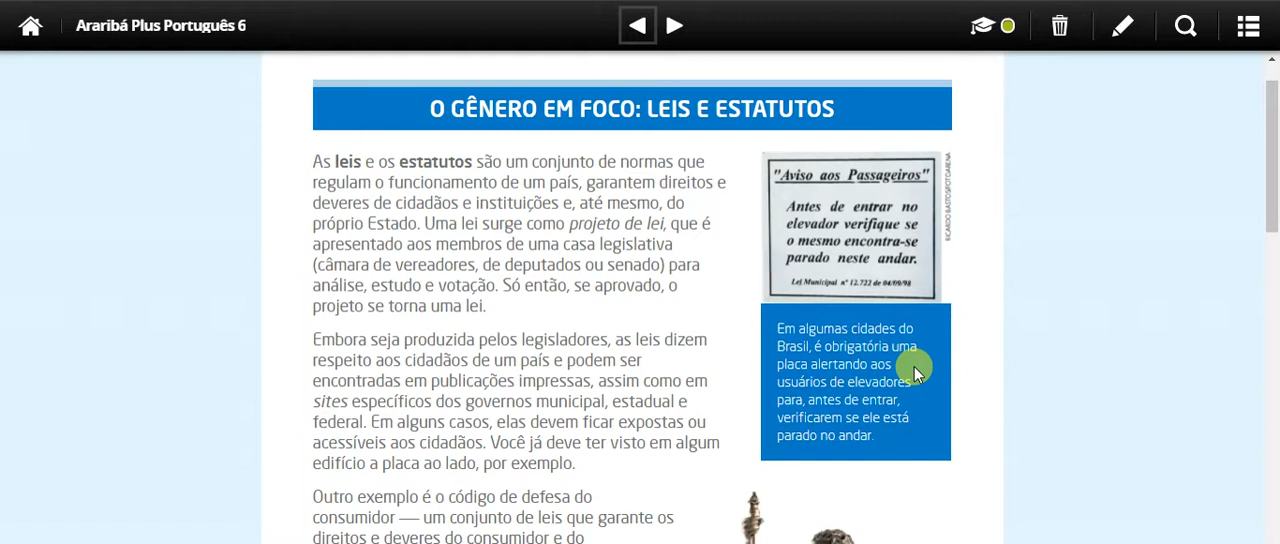 Araribá Plus Português 6
O GÊNERO EM FOCO: LEIS E ESTATUTOS
As leis e os estatutos são um conjunto de normas que
regulam o funcionamento de um país, garantem direitos e
deveres de cidadãos e instituições e, até mesmo, do
próprio Estado. Uma lei surge como projeto de lei, que é
apresentado aos membros de uma casa legislativa
(câmara de vereadores, de deputados ou senado) para
análise, estudo e votação. Só então, se aprovado, o
projeto se torna uma lei.
Embora seja produzida pelos legisladores, as leis dizem
respeito aos cidadãos de um país e podem ser
encontradas em publicações impressas, assim como em
sites específicos dos governos municipal, estadual e
federal. Em alguns casos, elas devem ficar expostas ou
acessíveis aos cidadãos. Você já deve ter visto em algum
edifício a placa ao lado, por exemplo.
Outro exemplo é o código de defesa do
consumidor — um conjunto de leis que garante os
direitos e deveres do consumidor e do
"Aviso aos Passageiros"
Antes de entrar no
elevador verifique se
o mesmo encontra-se
parado neste andar.
Lei Municipal nº 12.722 de 04/09/98
RICARDO BASTOS/FOTOARENA
Em algumas cidades do
Brasil, é obrigatória uma
placa alertando aos
usuários de elevadores
para, antes de entrar,
verificarem se ele está
parado no andar.